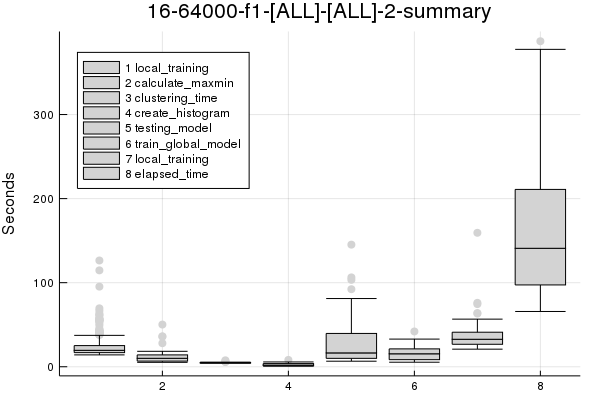 16-64000-f1-[ALL]-[ALL]-2-summary
Seconds
300
200
100
0
1 local_training
2 calculate_maxmin
3 clustering_time
4 create_histogram
5 testing_model
6 train_global_model
7 local_training
8 elapsed_time
2 4 6 8